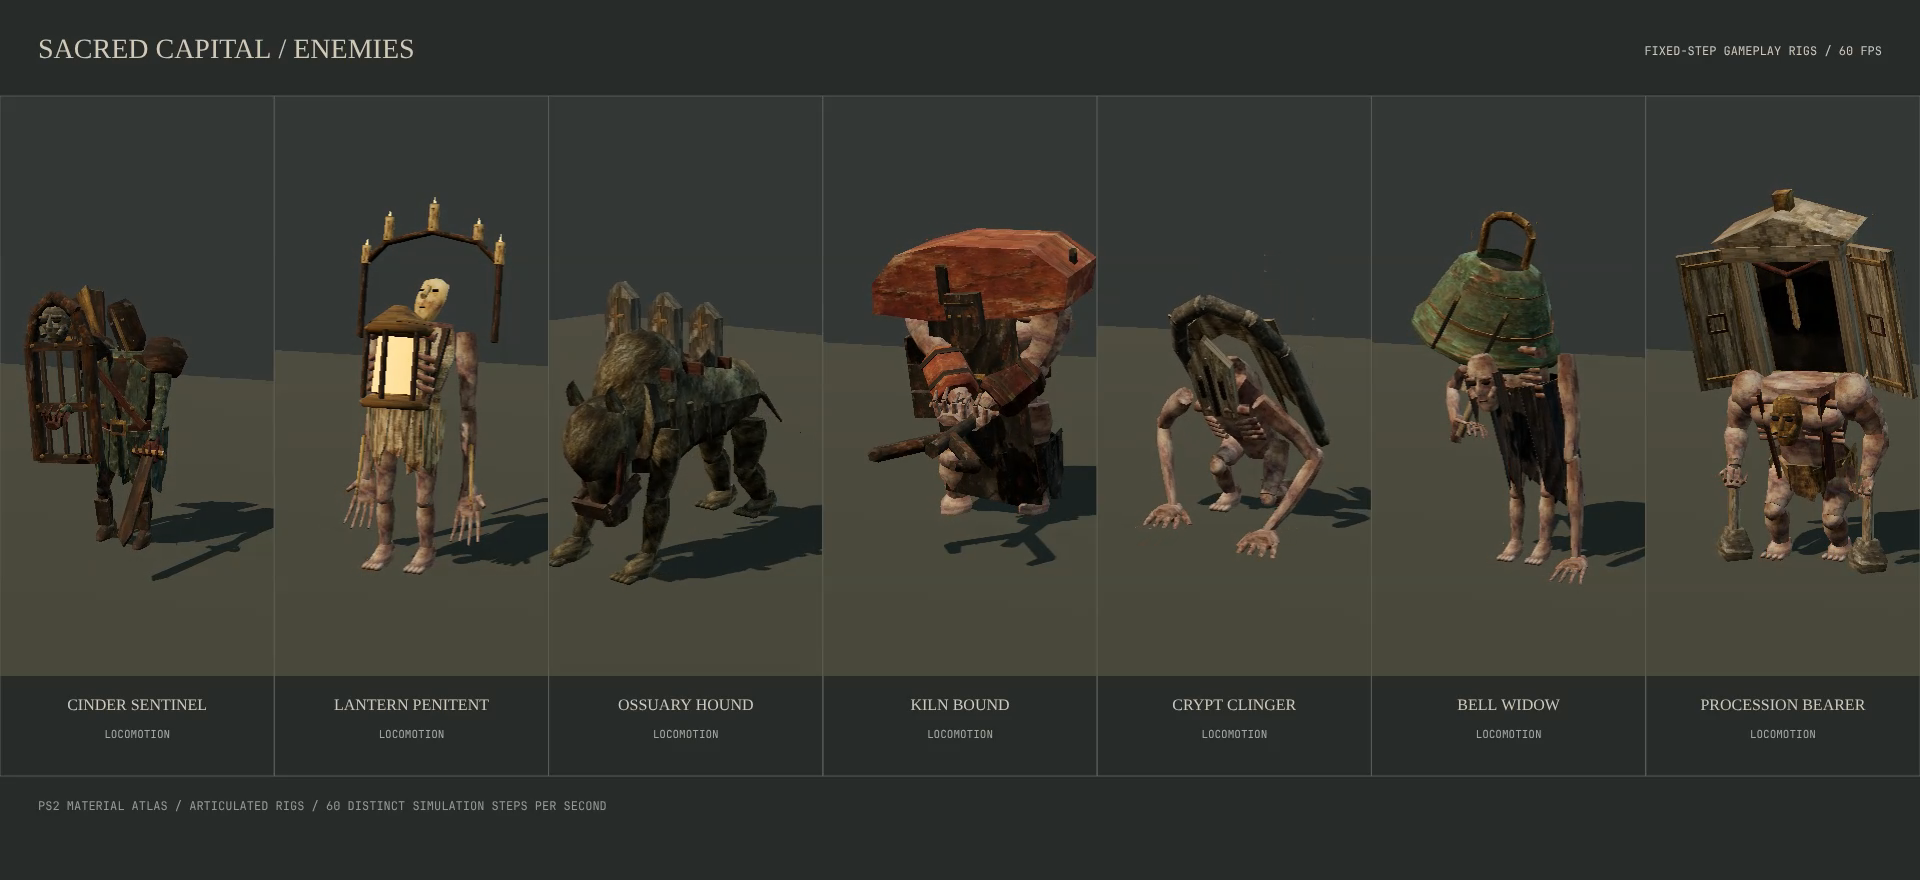 SACRED CAPITAL / ENEMIES
FIXED-STEP GAMEPLAY RIGS / 60 FPS
CINDER SENTINEL
LOCOMOTION
LANTERN PENITENT
LOCOMOTION
OSSUARY HOUND
LOCOMOTION
KILN BOUND
LOCOMOTION
CRYPT CLINGER
LOCOMOTION
BELL WIDOW
LOCOMOTION
PROCESSION BEARER
LOCOMOTION
PS2 MATERIAL ATLAS / ARTICULATED RIGS / 60 DISTINCT SIMULATION STEPS PER SECOND